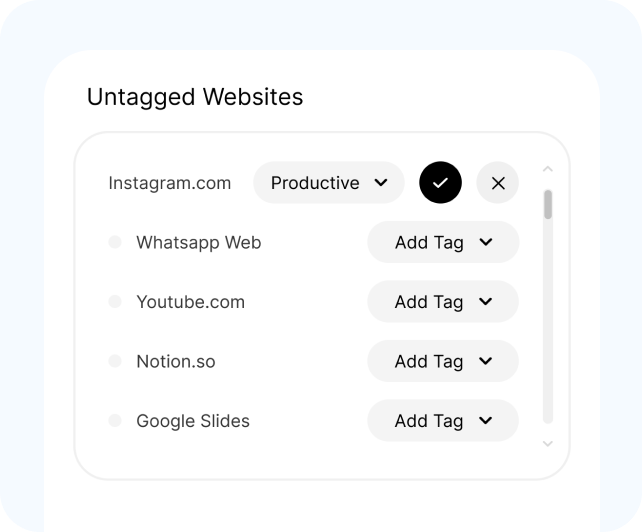 Untagged Websites
Instagram.com Productive
Whatsapp Web Add Tag
Youtube.com Add Tag
Notion.so Add Tag
Google Slides Add Tag